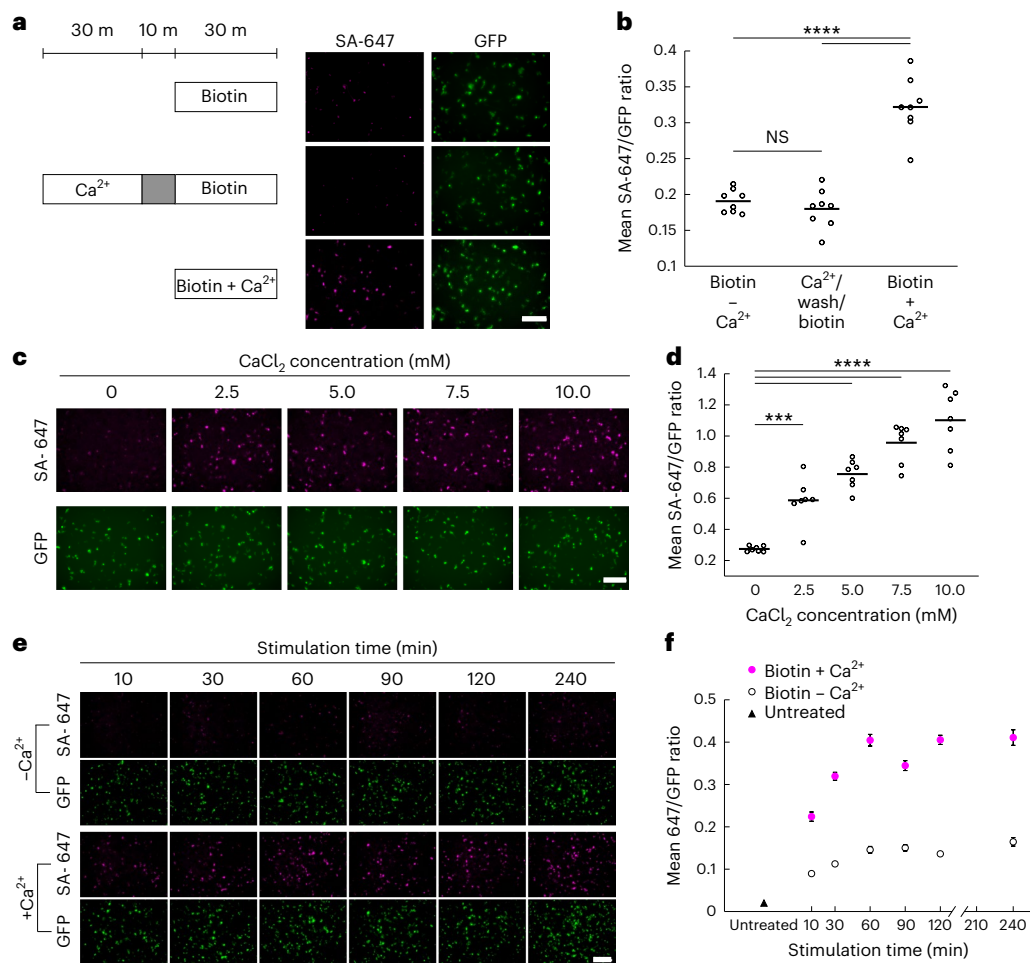 a
30 m 10 m 30 m
SA-647 GFP
Biotin
Ca²⁺ Biotin
Biotin + Ca²⁺
b
****
NS
Mean SA-647/GFP ratio
0.4
0.35
0.3
0.25
0.2
0.15
0.1
Biotin
–
Ca²⁺
Ca²⁺/
wash/
biotin
Biotin
+
Ca²⁺
c
CaCl₂ concentration (mM)
0 2.5 5.0 7.5 10.0
SA- 647
GFP
d
****
***
Mean SA-647/GFP ratio
1.4
1.2
1.0
0.8
0.6
0.4
0.2
0 2.5 5.0 7.5 10.0
CaCl₂ concentration (mM)
e
Stimulation time (min)
10 30 60 90 120 240
–Ca²⁺
SA- 647
GFP
+Ca²⁺
SA- 647
GFP
f
Biotin + Ca²⁺
Biotin – Ca²⁺
Untreated
Mean 647/GFP ratio
0.5
0.4
0.3
0.2
0.1
0
Untreated 10 30 60 90 120 210 240
Stimulation time (min)